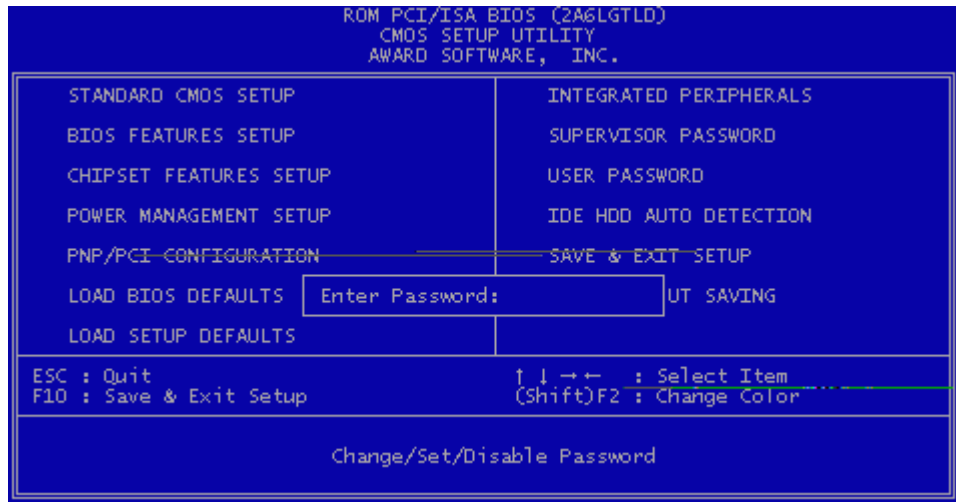 ROM PCI/ISA BIOS (2A6LGTLD)
CMOS SETUP UTILITY
AWARD SOFTWARE, INC.
STANDARD CMOS SETUP
BIOS FEATURES SETUP
CHIPSET FEATURES SETUP
POWER MANAGEMENT SETUP
PNP/PCI CONFIGURATION
LOAD BIOS DEFAULTS
LOAD SETUP DEFAULTS
INTEGRATED PERIPHERALS
SUPERVISOR PASSWORD
USER PASSWORD
IDE HDD AUTO DETECTION
SAVE & EXIT SETUP
UT SAVING
Enter Password:
ESC : Quit
F10 : Save & Exit Setup
↑ ↓ → ← : Select Item
(Shift)F2 : Change Color
Change/Set/Disable Password